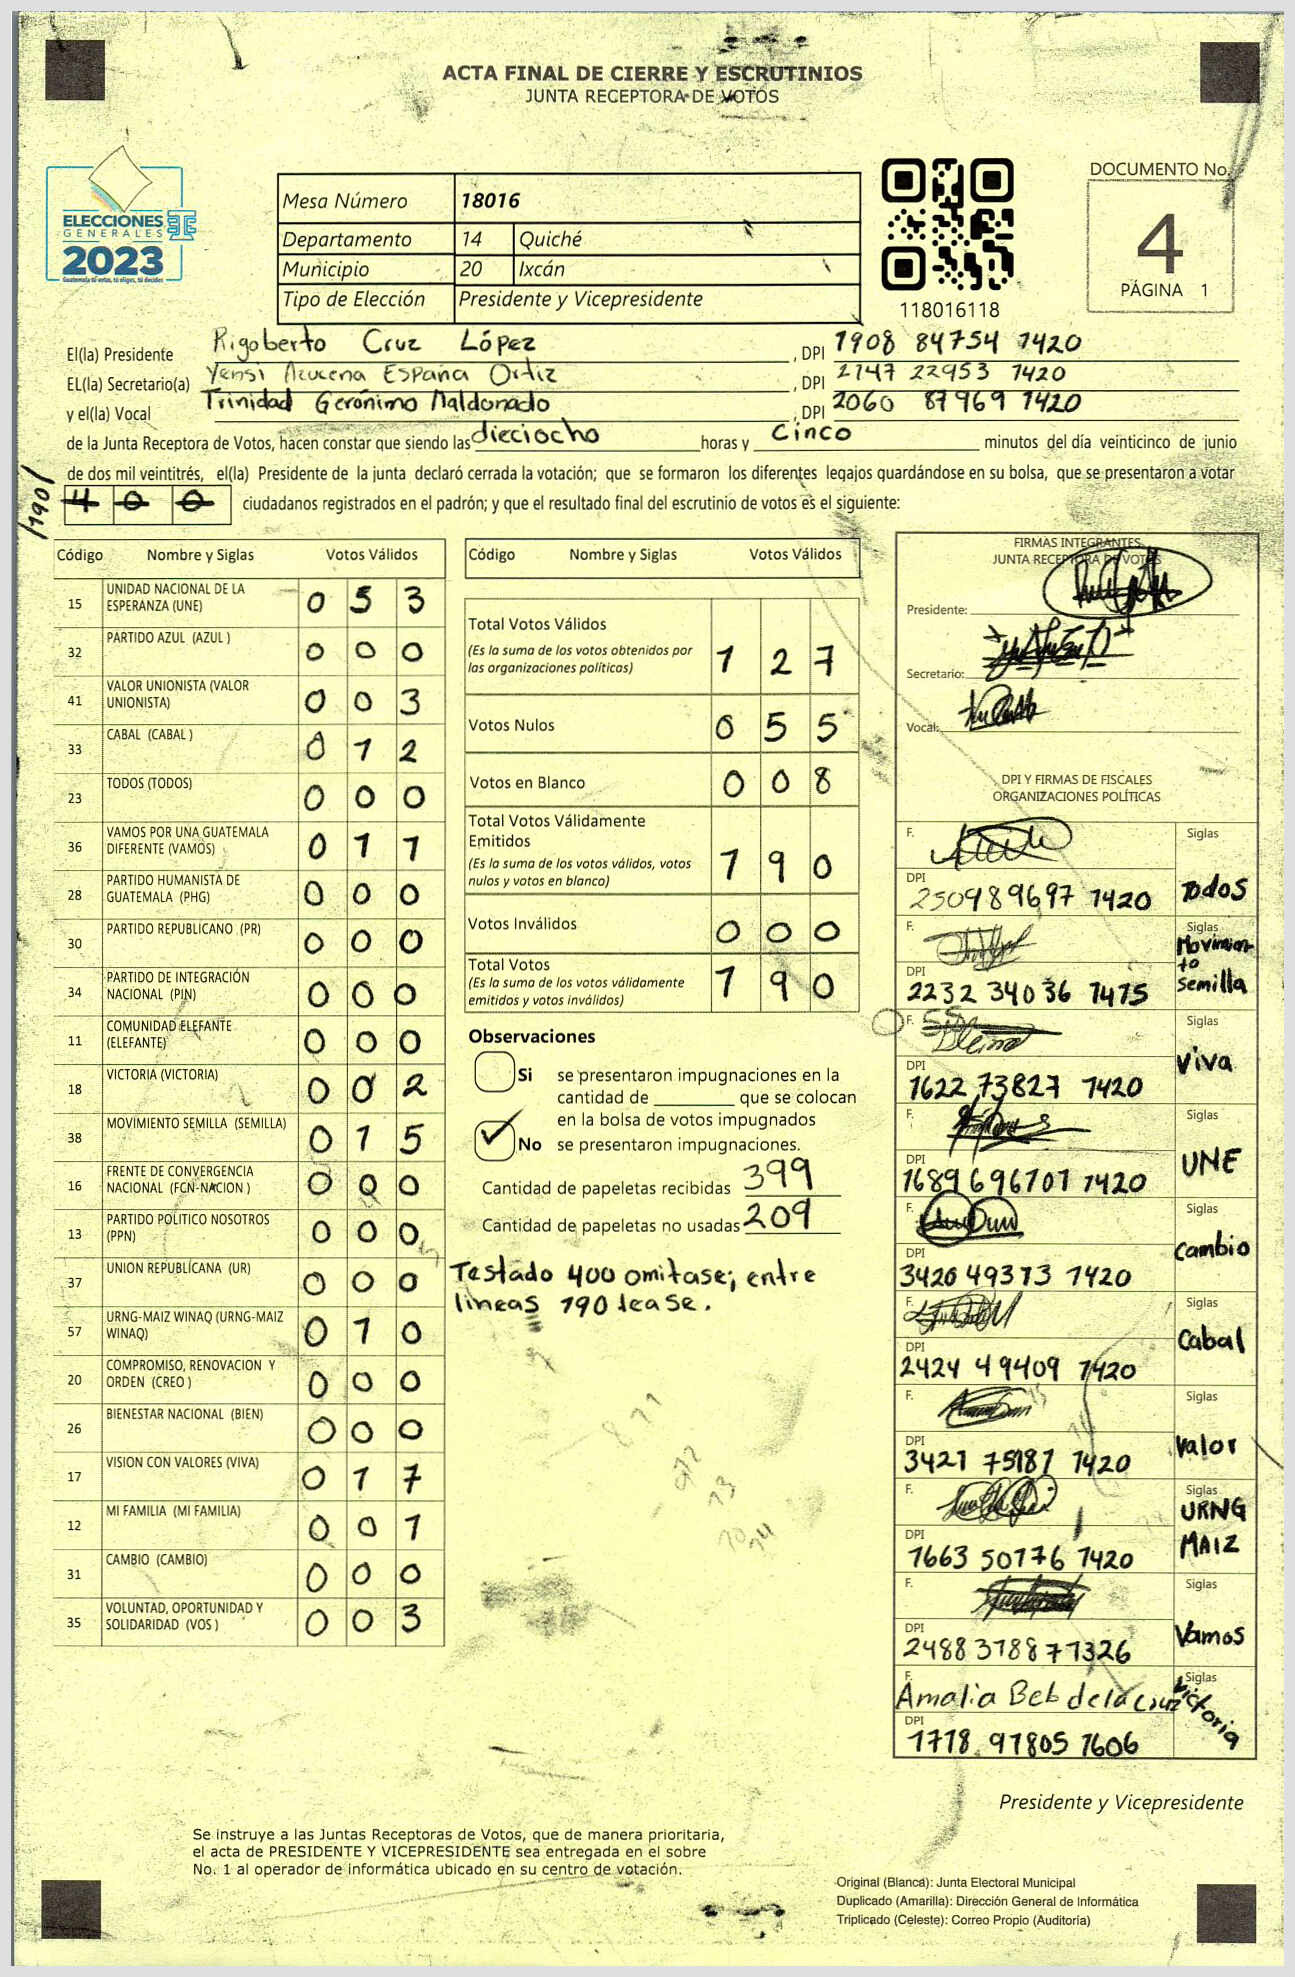 ACTA FINAL DE CIERRE Y ESCRUTINIOS
JUNTA RECEPTORA DE VOTOS
ELECCIONES
GENERALES
2023
Guatemala tú votas, tú eliges, tú decides
Mesa Número 18016
Departamento 14 Quiché
Municipio 20 Ixcán
Tipo de Elección Presidente y Vicepresidente
118016118
DOCUMENTO No.
4
PÁGINA 1
El(la) Presidente Rigoberto Cruz López , DPI 1908 84754 1420
EL(la) Secretario(a) Yensi Azucena España Ortiz , DPI 2147 22953 1420
y el(la) Vocal Trinidad Gerónimo Maldonado , DPI 2060 87969 1420
de la Junta Receptora de Votos, hacen constar que siendo las dieciocho horas y Cinco minutos del día veinticinco de junio
de dos mil veintitrés, el(la) Presidente de la junta declaró cerrada la votación; que se formaron los diferentes legajos guardándose en su bolsa, que se presentaron a votar
/190/
400 ciudadanos registrados en el padrón; y que el resultado final del escrutinio de votos es el siguiente:
Código Nombre y Siglas Votos Válidos
15 UNIDAD NACIONAL DE LA ESPERANZA (UNE) 0 5 3
32 PARTIDO AZUL (AZUL ) 0 0 0
41 VALOR UNIONISTA (VALOR UNIONISTA) 0 0 3
33 CABAL (CABAL ) 0 1 2
23 TODOS (TODOS) 0 0 0
36 VAMOS POR UNA GUATEMALA DIFERENTE (VAMOS) 0 1 1
28 PARTIDO HUMANISTA DE GUATEMALA (PHG) 0 0 0
30 PARTIDO REPUBLICANO (PR) 0 0 0
34 PARTIDO DE INTEGRACIÓN NACIONAL (PIN) 0 0 0
11 COMUNIDAD ELEFANTE (ELEFANTE) 0 0 0
18 VICTORIA (VICTORIA) 0 0 2
38 MOVIMIENTO SEMILLA (SEMILLA) 0 1 5
16 FRENTE DE CONVERGENCIA NACIONAL (FCN-NACION ) 0 0 0
13 PARTIDO POLITICO NOSOTROS (PPN) 0 0 0
37 UNION REPUBLICANA (UR) 0 0 0
57 URNG-MAIZ WINAQ (URNG-MAIZ WINAQ) 0 1 0
20 COMPROMISO, RENOVACION Y ORDEN (CREO ) 0 0 0
26 BIENESTAR NACIONAL (BIEN) 0 0 0
17 VISION CON VALORES (VIVA) 0 1 7
12 MI FAMILIA (MI FAMILIA) 0 0 1
31 CAMBIO (CAMBIO) 0 0 0
35 VOLUNTAD, OPORTUNIDAD Y SOLIDARIDAD (VOS ) 0 0 3
Código Nombre y Siglas Votos Válidos
Total Votos Válidos
(Es la suma de los votos obtenidos por las organizaciones políticas) 1 2 7
Votos Nulos 0 5 5
Votos en Blanco 0 0 8
Total Votos Válidamente Emitidos
(Es la suma de los votos válidos, votos nulos y votos en blanco) 1 9 0
Votos Inválidos 0 0 0
Total Votos
(Es la suma de los votos válidamente emitidos y votos inválidos) 1 9 0
Observaciones
Si se presentaron impugnaciones en la
cantidad de ________ que se colocan
en la bolsa de votos impugnados
No se presentaron impugnaciones.
Cantidad de papeletas recibidas 399
Cantidad de papeletas no usadas 209
Testado 400 omitase; entre
lineas 190 lease.
FIRMAS INTEGRANTES
JUNTA RECEPTORA DE VOTOS
Presidente:
Secretario:
Vocal:
DPI Y FIRMAS DE FISCALES
ORGANIZACIONES POLÍTICAS
F. Siglas
DPI 250989697 1420 Todos
F. Siglas
DPI 2232 34036 1415 Movimiento semilla
F. Siglas
DPI 1622 73827 1420 Viva
F. Siglas
DPI 1689 696701 1420 UNE
F. Siglas
DPI 3420 49373 1420 Cambio
F. Siglas
DPI 2424 49409 1420 Cabal
F. Siglas
DPI 3421 75187 1420 Valor
F. Siglas
DPI 1663 50776 1420 URNG MAIZ
F. Siglas
DPI 2488 37887 1326 Vamos
F. Amalia Beb de la Cruz Siglas
DPI 1778 97805 1606 Victoria
Presidente y Vicepresidente
Se instruye a las Juntas Receptoras de Votos, que de manera prioritaria,
el acta de PRESIDENTE Y VICEPRESIDENTE sea entregada en el sobre
No. 1 al operador de informática ubicado en su centro de votación.
Original (Blanca): Junta Electoral Municipal
Duplicado (Amarilla): Dirección General de Informática
Triplicado (Celeste): Correo Propio (Auditoría)